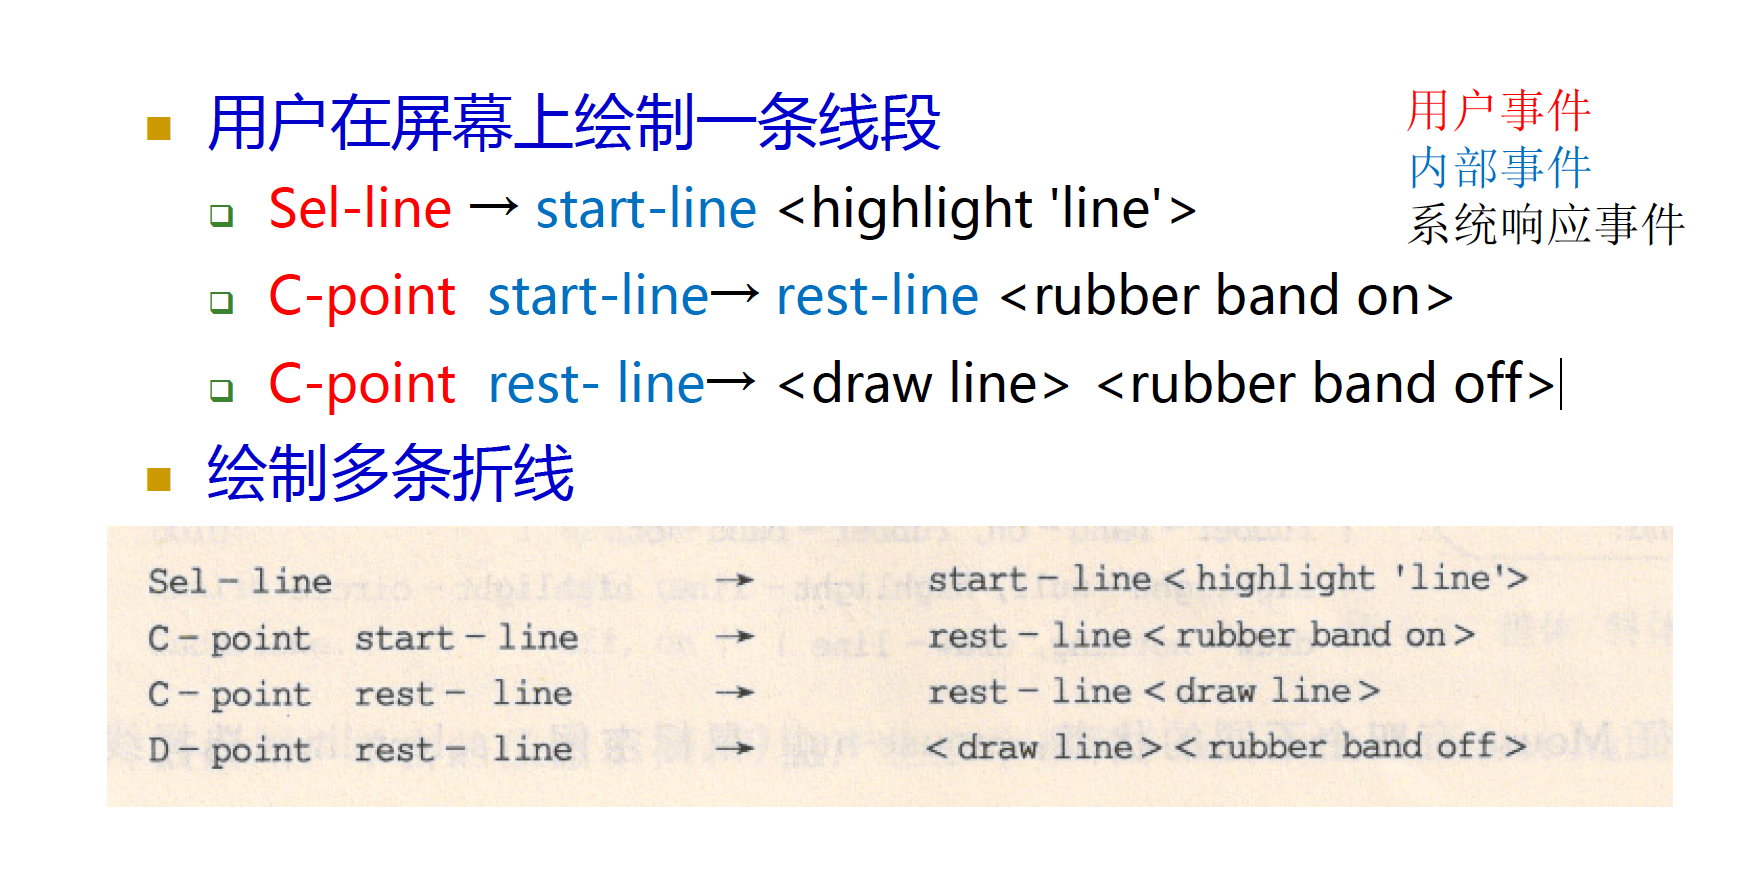 用户在屏幕上绘制一条线段
用户事件
内部事件
系统响应事件
Sel-line → start-line <highlight 'line'>
C-point start-line→ rest-line <rubber band on>
C-point rest- line→ <draw line> <rubber band off>
绘制多条折线
Sel-line → start-line<highlight 'line'>
C-point start-line → rest-line<rubber band on>
C-point rest- line → rest-line<draw line>
D-point rest- line → <draw line><rubber band off>